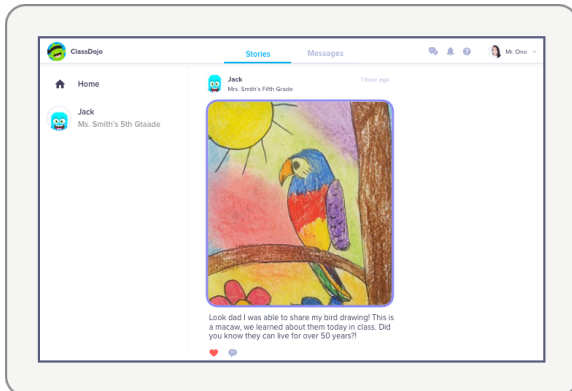 ClassDojo
Stories
Messages
Mr. Ono
Home
Jack
Ms. Smith's 5th Gtaade
Jack
1 hour ago
Mrs. Smith's Fifth Grade
Look dad I was able to share my bird drawing! This is
a macaw, we learned about them today in class. Did
you know they can live for over 50 years?!